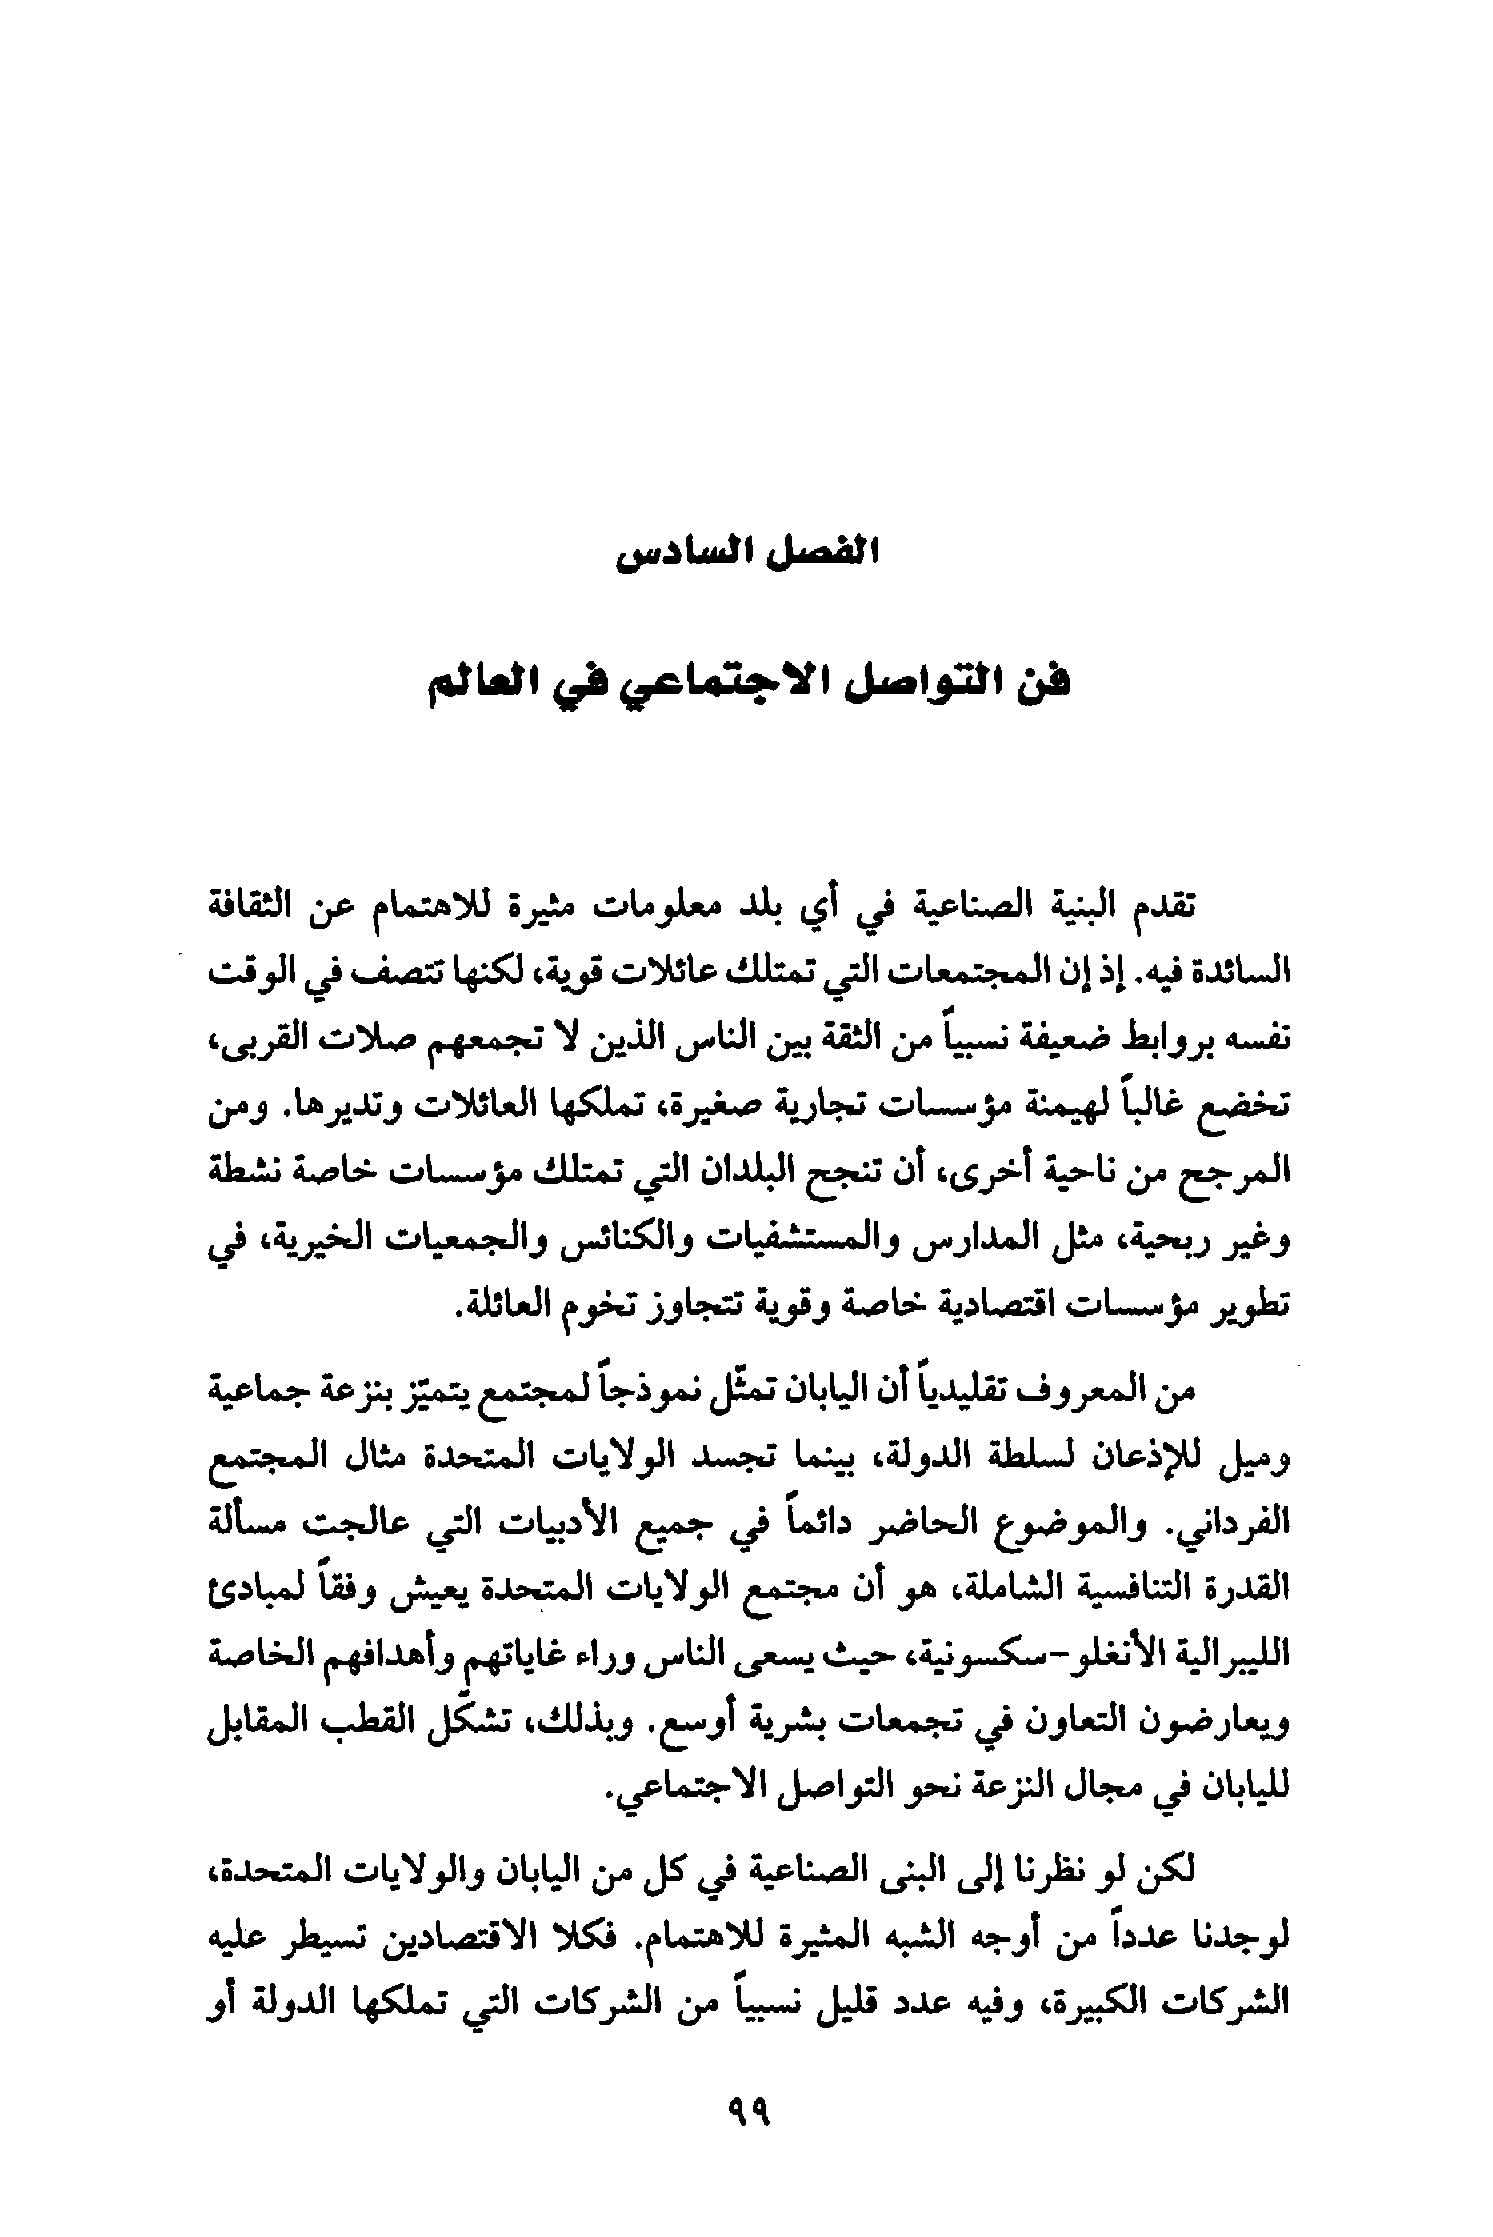 الفصل السادس
فن التواصل الاجتماعي في العالم
تقدم البنية الصناعية في أي بلد معلومات مثيرة للاهتمام عن الثقافة
السائدة فيه. إذ إن المجتمعات التي تمتلك عائلات قوية، لكنها تتصف في الوقت
نفسه بروابط ضعيفة نسبياً من الثقة بين الناس الذين لا تجمعهم صلات القربى،
تخضع غالباً لهيمنة مؤسسات تجارية صغيرة، تملكها العائلات وتديرها. ومن
المرجح من ناحية أخرى، أن تنجح البلدان التي تمتلك مؤسسات خاصة نشطة
وغير ربحية، مثل المدارس والمستشفيات والكنائس والجمعيات الخيرية، في
تطوير مؤسسات اقتصادية خاصة وقوية تتجاوز تخوم العائلة.
من المعروف تقليدياً أن اليابان تمثّل نموذجاً لمجتمع يتميّز بنزعة جماعية
وميل للإذعان لسلطة الدولة، بينما تجسد الولايات المتحدة مثال المجتمع
الفرداني. والموضوع الحاضر دائماً في جميع الأدبيات التي عالجت مسألة
القدرة التنافسية الشاملة، هو أن مجتمع الولايات المتحدة يعيش وفقاً لمبادئ
الليبرالية الأنغلو-سكسونية، حيث يسعى الناس وراء غاياتهم وأهدافهم الخاصة
ويعارضون التعاون في تجمعات بشرية أوسع. وبذلك، تشكّل القطب المقابل
لليابان في مجال النزعة نحو التواصل الاجتماعي.
لكن لو نظرنا إلى البنى الصناعية في كل من اليابان والولايات المتحدة،
لوجدنا عدداً من أوجه الشبه المثيرة للاهتمام. فكلا الاقتصادين تسيطر عليه
الشركات الكبيرة، وفيه عدد قليل نسبياً من الشركات التي تملكها الدولة أو
٩٩